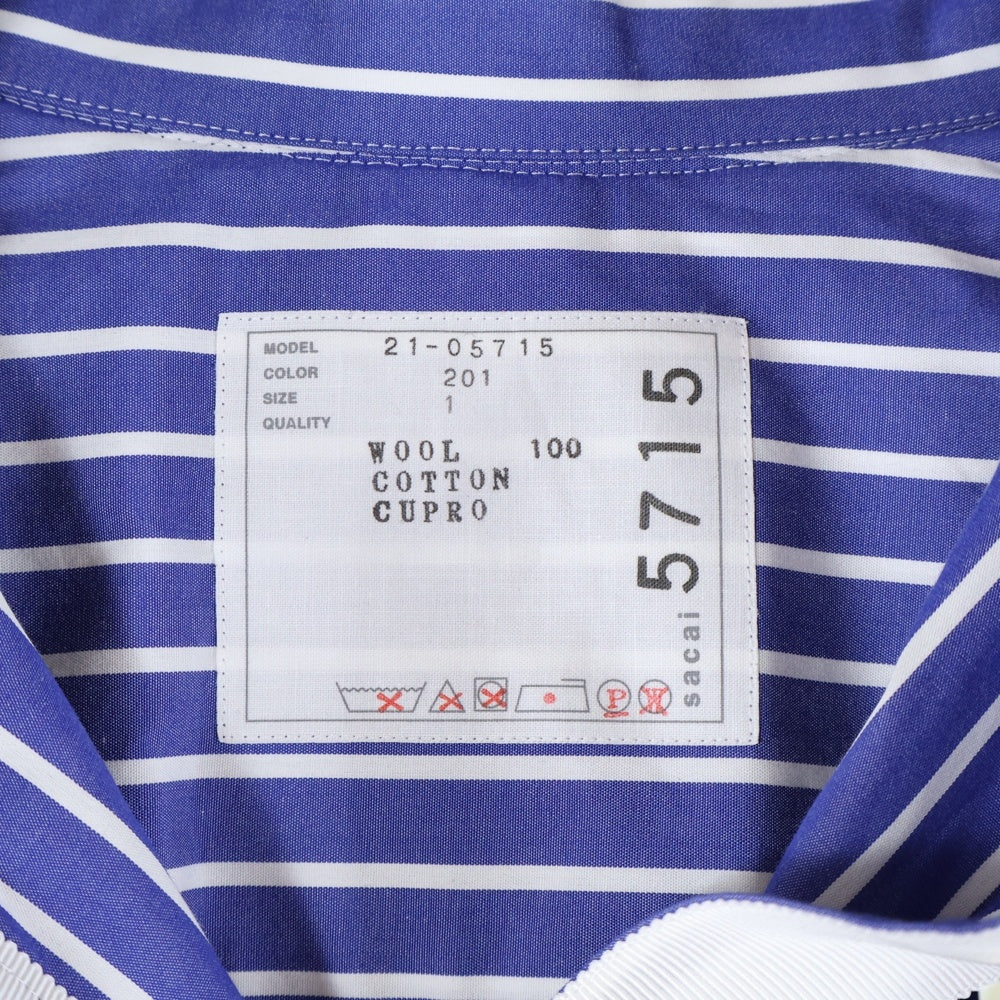 MODEL 21-05715
COLOR 201
SIZE 1
QUALITY
WOOL 100
COTTON
CUPRO
sacai 5715
P W